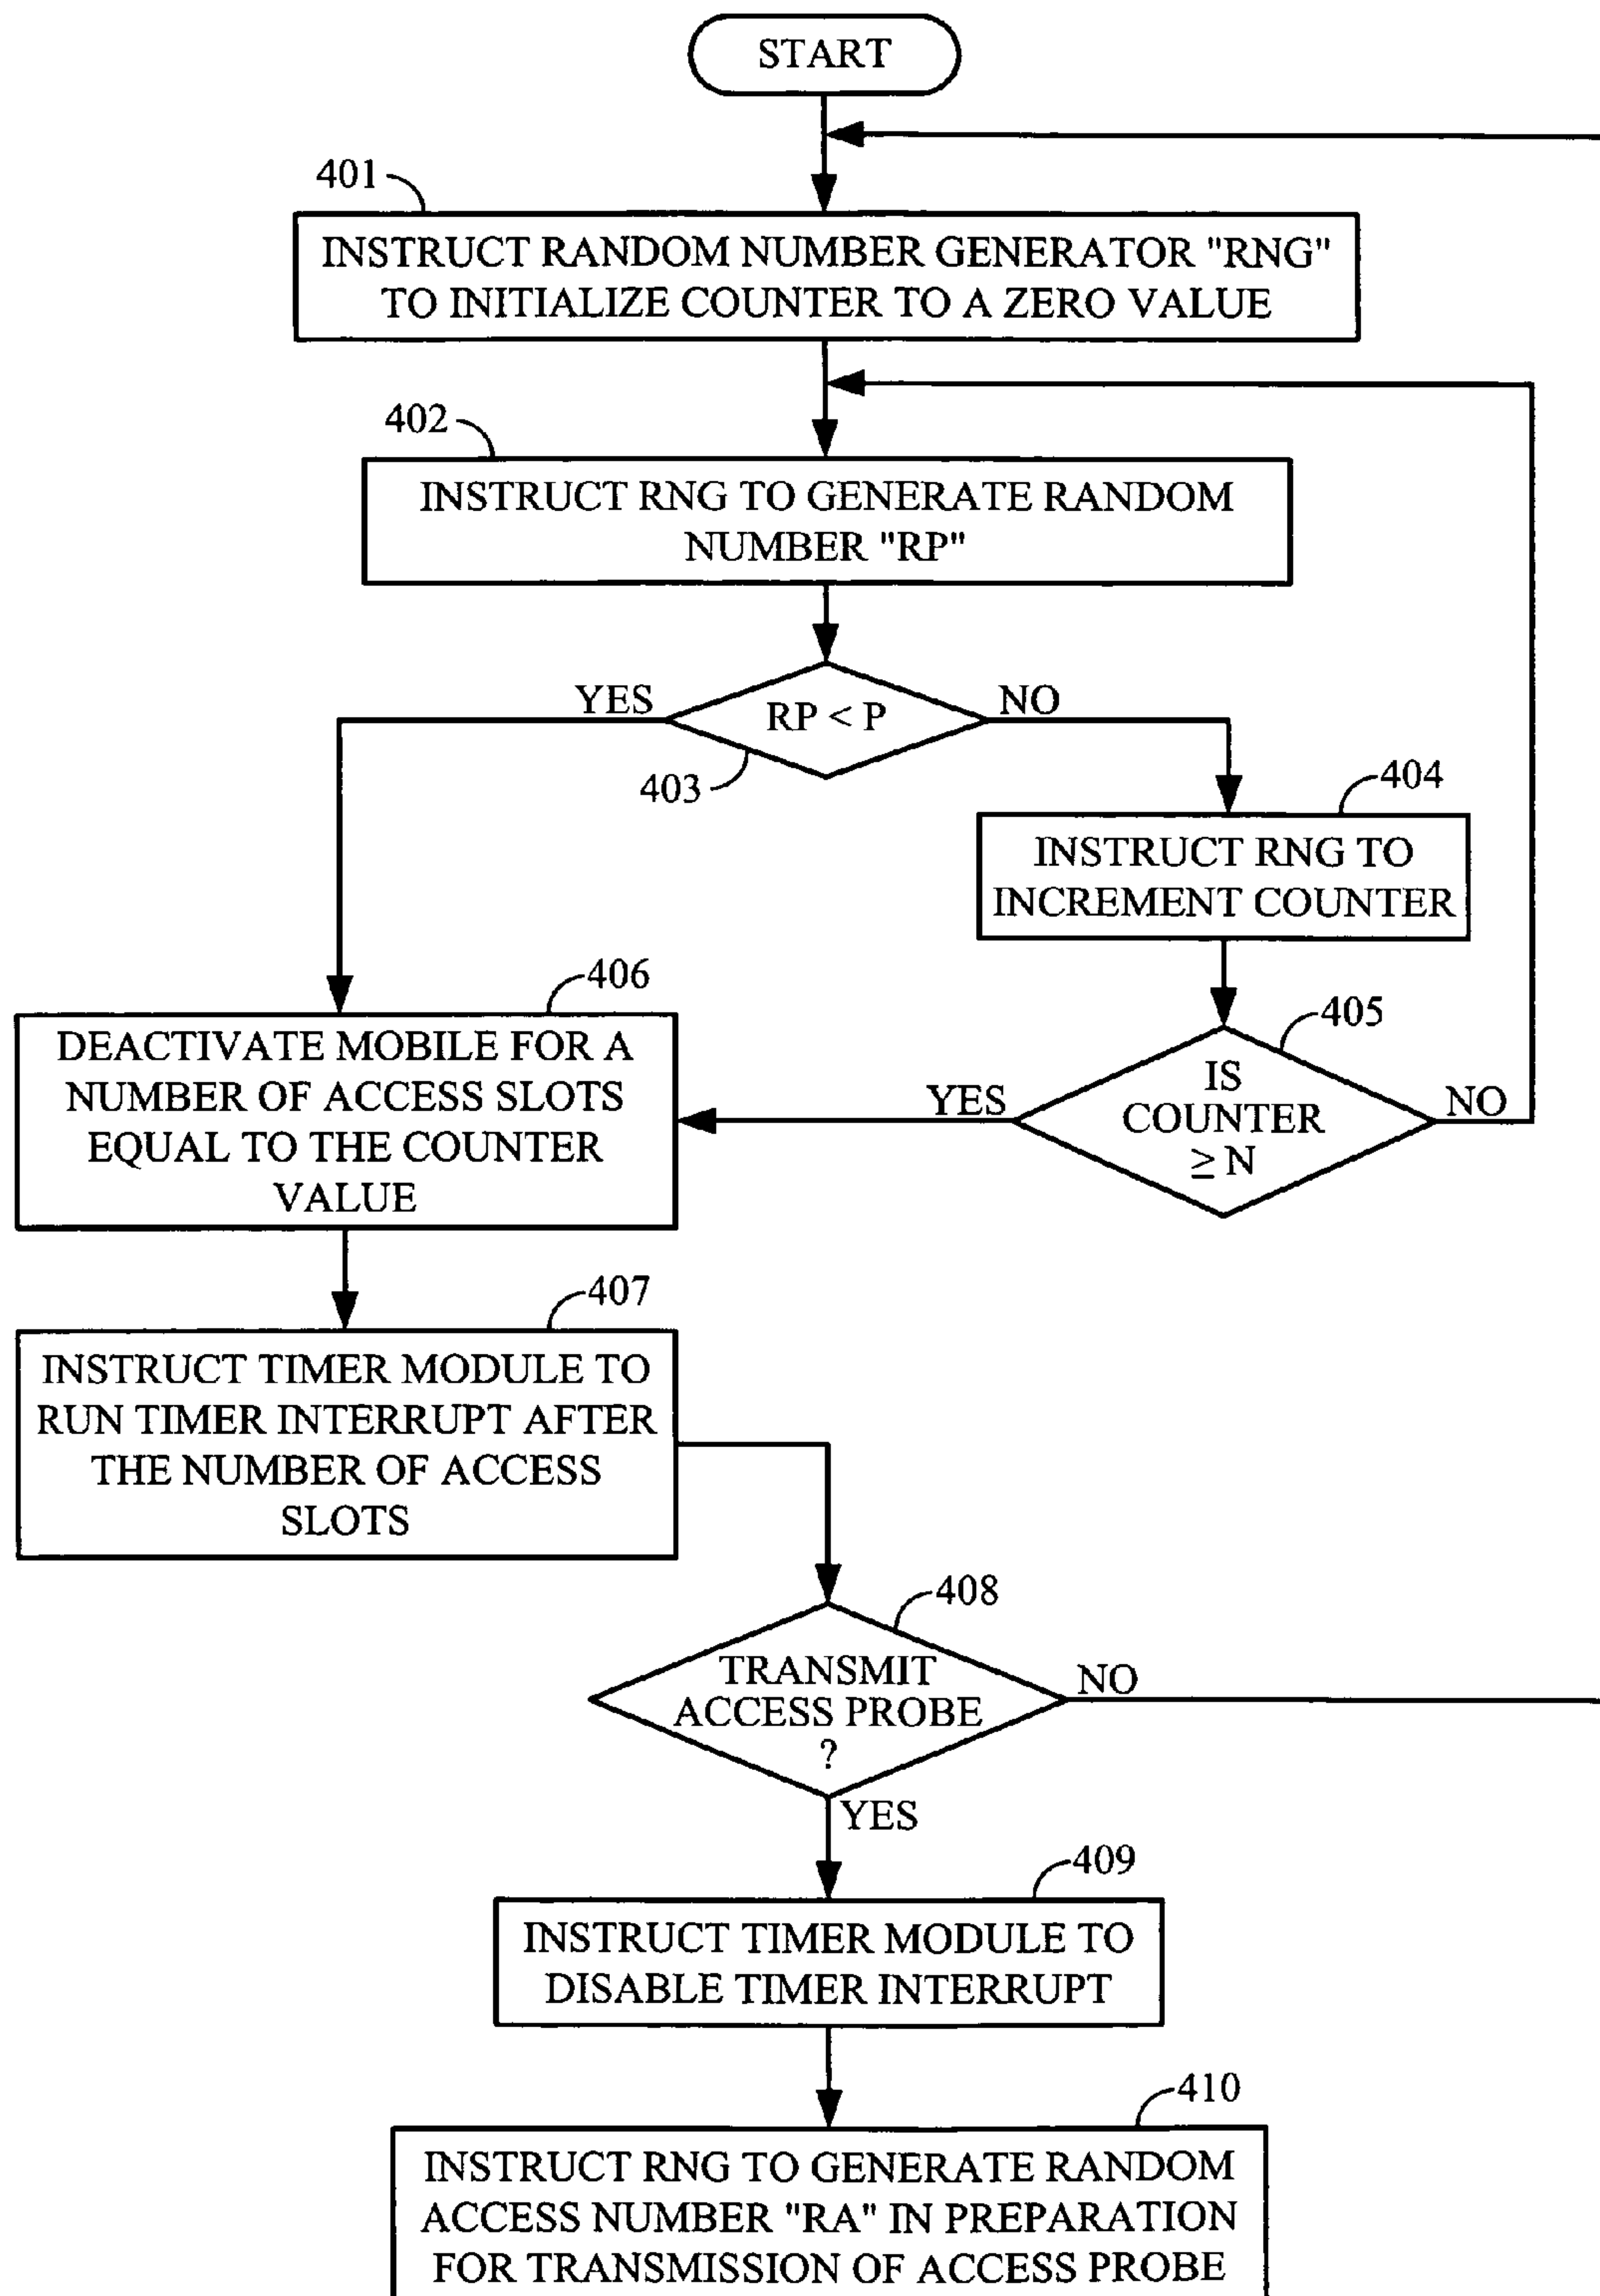 START
401
INSTRUCT RANDOM NUMBER GENERATOR "RNG"
TO INITIALIZE COUNTER TO A ZERO VALUE
402
INSTRUCT RNG TO GENERATE RANDOM
NUMBER "RP"
YES
RP < P
NO
403
404
INSTRUCT RNG TO
INCREMENT COUNTER
406
DEACTIVATE MOBILE FOR A
NUMBER OF ACCESS SLOTS
EQUAL TO THE COUNTER
VALUE
405
IS
COUNTER
≥ N
YES
NO
407
INSTRUCT TIMER MODULE TO
RUN TIMER INTERRUPT AFTER
THE NUMBER OF ACCESS
SLOTS
408
TRANSMIT
ACCESS PROBE
?
NO
YES
409
INSTRUCT TIMER MODULE TO
DISABLE TIMER INTERRUPT
410
INSTRUCT RNG TO GENERATE RANDOM
ACCESS NUMBER "RA" IN PREPARATION
FOR TRANSMISSION OF ACCESS PROBE